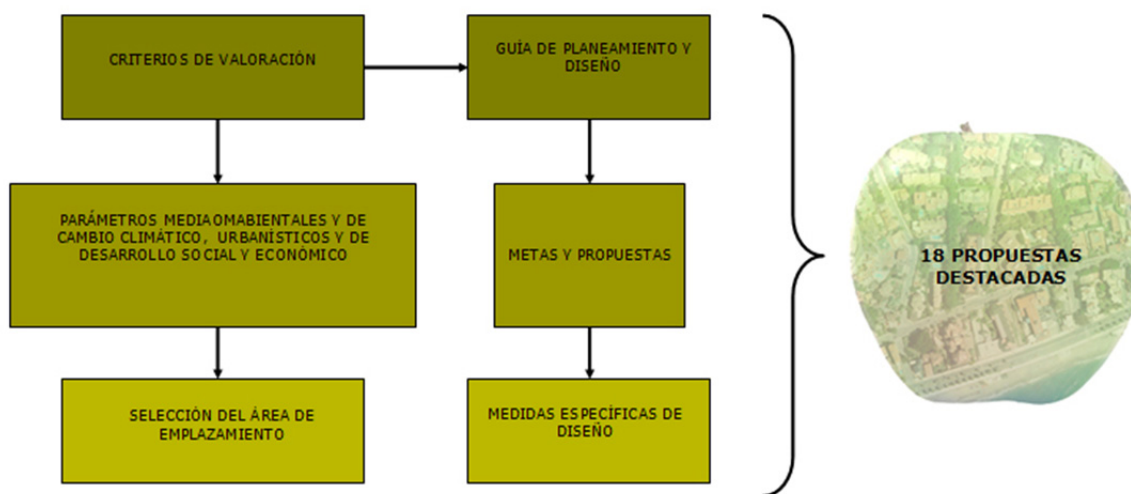 CRITERIOS DE VALORACIÓN
GUÍA DE PLANEAMIENTO Y
DISEÑO
PARÁMETROS MEDIAOMABIENTALES Y DE
CAMBIO CLIMÁTICO, URBANÍSTICOS Y DE
DESARROLLO SOCIAL Y ECONÓMICO
METAS Y PROPUESTAS
18 PROPUESTAS
DESTACADAS
SELECCIÓN DEL ÁREA DE
EMPLAZAMIENTO
MEDIDAS ESPECÍFICAS DE
DISEÑO